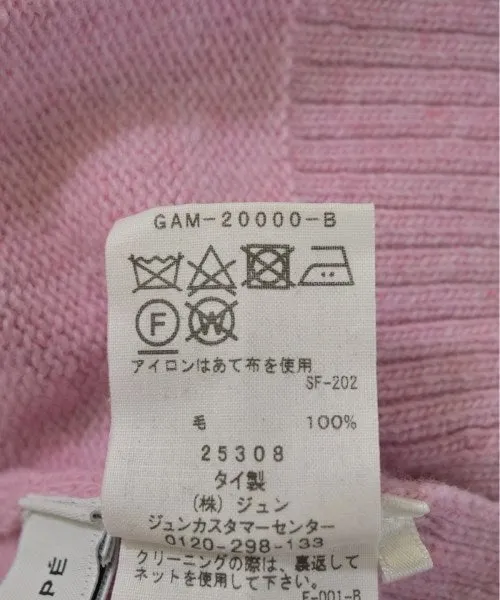 GAM-20000-B
F W
アイロンはあて布を使用
SF-202
毛 100%
25308
タイ製
(株) ジュン
ジュンカスタマーセンター
0120-298-133
クリーニングの際は、裏返して
ネットを使用して下さい。
F-001-B
PÉ